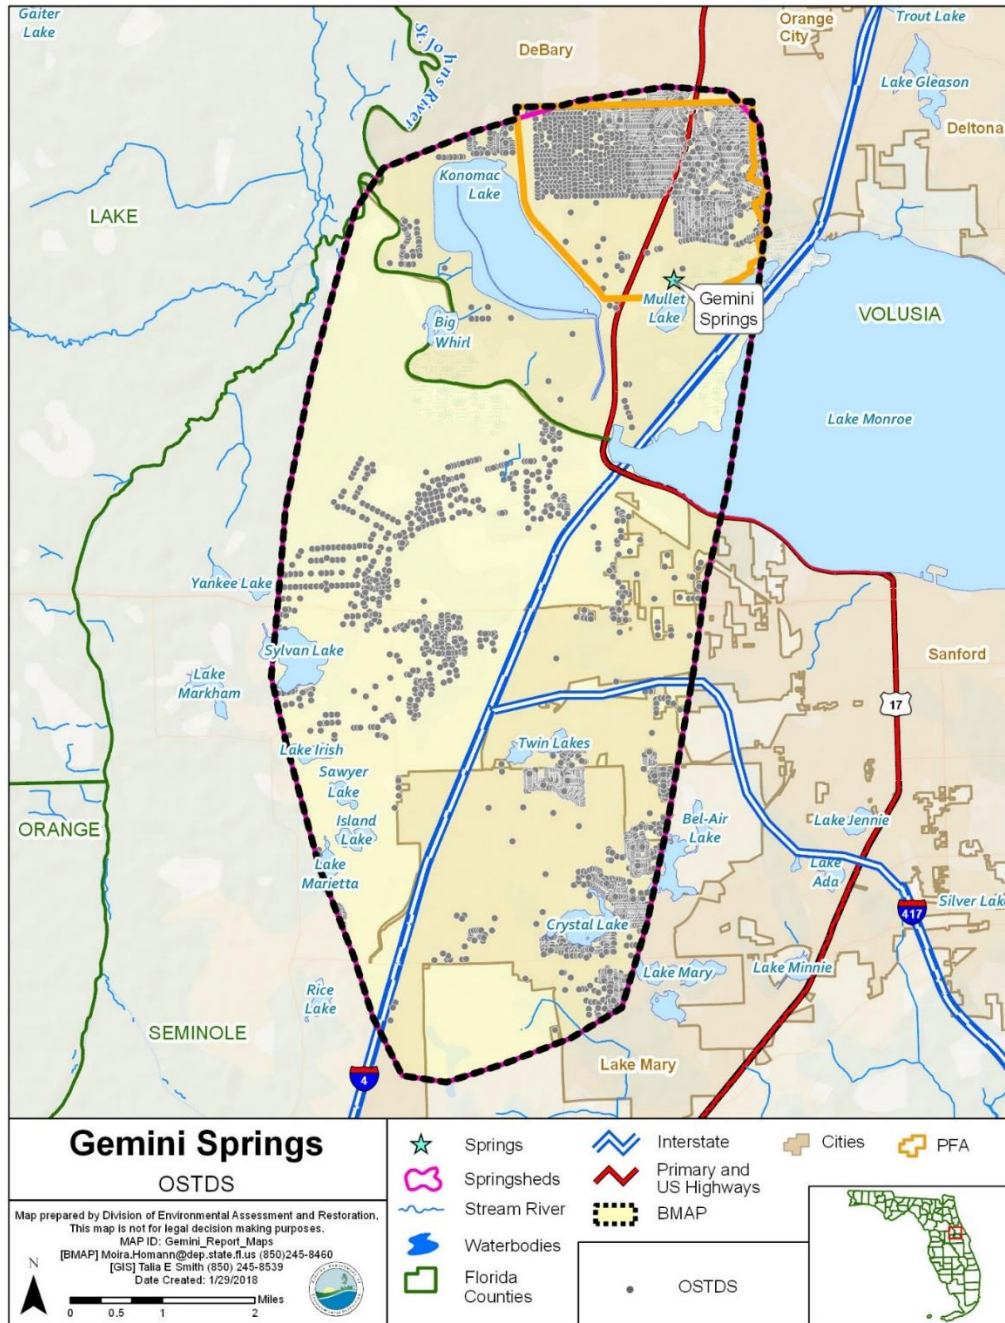 Gaiter
Lake
St. Johns River
DeBary
Orange
City
Trout Lake
Lake Gleason
Deltona
LAKE
Konomac
Lake
Mullet
Lake
Gemini
Springs
VOLUSIA
Big
Whirl
Lake Monroe
Yankee Lake
Sylvan Lake
Lake
Markham
Sanford
17
Lake Irish
Twin Lakes
Sawyer
Lake
ORANGE
Island
Lake
Bel-Air
Lake
Lake Jennie
Lake
Marietta
Lake
Ada
Silver Lake
417
Crystal Lake
Lake Mary
Lake Minnie
Rice
Lake
SEMINOLE
Lake Mary
4
Gemini Springs
OSTDS
Map prepared by Division of Environmental Assessment and Restoration.
This map is not for legal decision making purposes.
MAP ID: Gemini_Report_Maps
[BMAP] Moira.Homann@dep.state.fl.us (850)245-8460
[GIS] Talia E Smith (850) 245-8539
Date Created: 1/29/2018
N
Miles
0 0.5 1 2
Springs
Springsheds
Stream River
Waterbodies
Florida
Counties
Interstate
Primary and
US Highways
BMAP
Cities
PFA
OSTDS